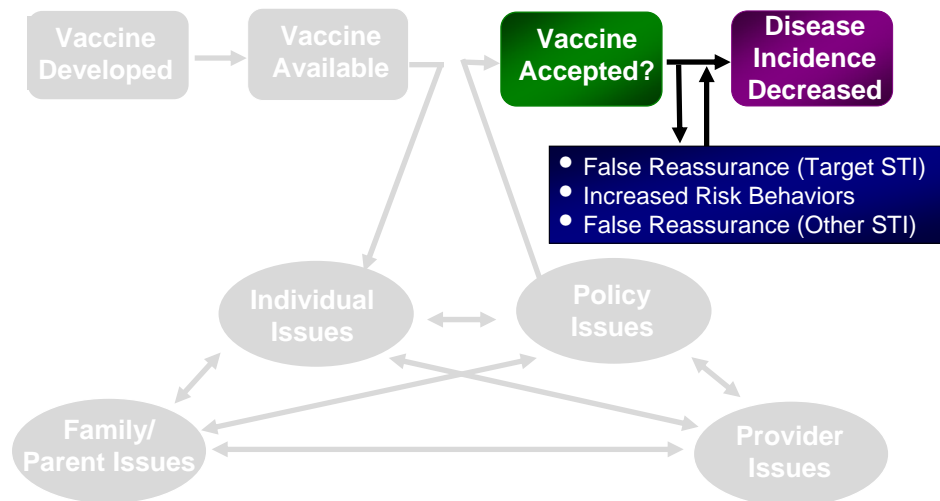 Vaccine
Developed
Vaccine
Available
Vaccine
Accepted?
Disease
Incidence
Decreased
• False Reassurance (Target STI)
• Increased Risk Behaviors
• False Reassurance (Other STI)
Individual
Issues
Policy
Issues
Family/
Parent Issues
Provider
Issues